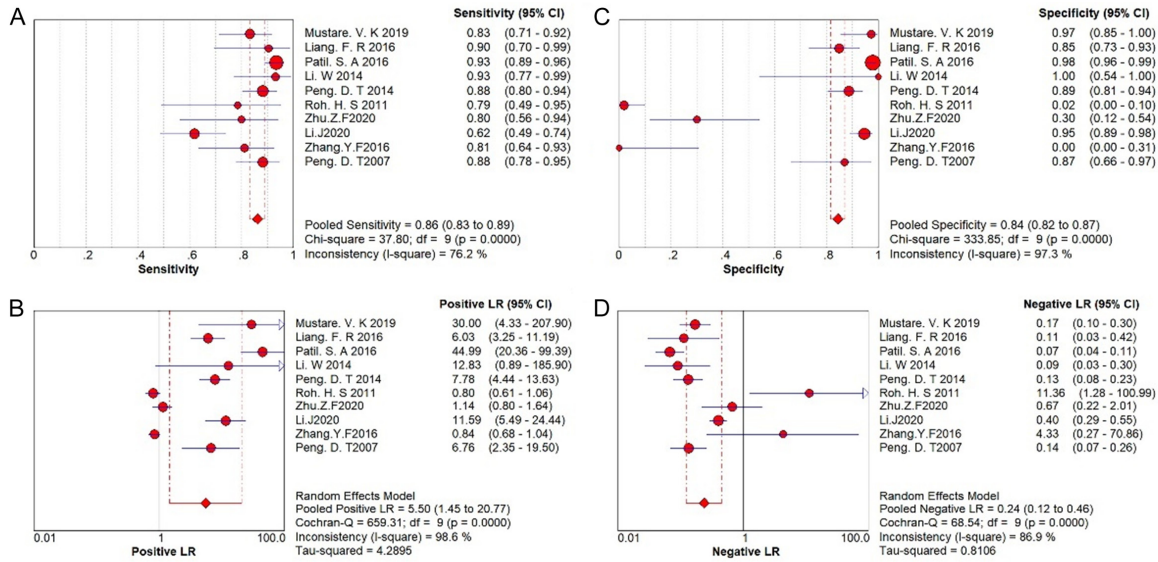 A
Sensitivity (95% CI)
Mustare. V. K 2019 0.83 (0.71 - 0.92)
Liang. F. R 2016 0.90 (0.70 - 0.99)
Patil. S. A 2016 0.93 (0.89 - 0.96)
Li. W 2014 0.93 (0.77 - 0.99)
Peng. D. T 2014 0.88 (0.80 - 0.94)
Roh. H. S 2011 0.79 (0.49 - 0.95)
Zhu.Z.F2020 0.80 (0.56 - 0.94)
Li.J2020 0.62 (0.49 - 0.74)
Zhang.Y.F2016 0.81 (0.64 - 0.93)
Peng. D. T2007 0.88 (0.78 - 0.95)
Pooled Sensitivity = 0.86 (0.83 to 0.89)
Chi-square = 37.80; df = 9 (p = 0.0000)
Inconsistency (I-square) = 76.2 %
0 .2 .4 .6 .8 1
Sensitivity
C
Specificity (95% CI)
Mustare. V. K 2019 0.97 (0.85 - 1.00)
Liang. F. R 2016 0.85 (0.73 - 0.93)
Patil. S. A 2016 0.98 (0.96 - 0.99)
Li. W 2014 1.00 (0.54 - 1.00)
Peng. D. T 2014 0.89 (0.81 - 0.94)
Roh. H. S 2011 0.02 (0.00 - 0.10)
Zhu.Z.F2020 0.30 (0.12 - 0.54)
Li.J2020 0.95 (0.89 - 0.98)
Zhang.Y.F2016 0.00 (0.00 - 0.31)
Peng. D. T2007 0.87 (0.66 - 0.97)
Pooled Specificity = 0.84 (0.82 to 0.87)
Chi-square = 333.85; df = 9 (p = 0.0000)
Inconsistency (I-square) = 97.3 %
0 .2 .4 .6 .8 1
Specificity
B
Positive LR (95% CI)
Mustare. V. K 2019 30.00 (4.33 - 207.90)
Liang. F. R 2016 6.03 (3.25 - 11.19)
Patil. S. A 2016 44.99 (20.36 - 99.39)
Li. W 2014 12.83 (0.89 - 185.90)
Peng. D. T 2014 7.78 (4.44 - 13.63)
Roh. H. S 2011 0.80 (0.61 - 1.06)
Zhu.Z.F2020 1.14 (0.80 - 1.64)
Li.J2020 11.59 (5.49 - 24.44)
Zhang.Y.F2016 0.84 (0.68 - 1.04)
Peng. D. T2007 6.76 (2.35 - 19.50)
Random Effects Model
Pooled Positive LR = 5.50 (1.45 to 20.77)
Cochran-Q = 659.31; df = 9 (p = 0.0000)
Inconsistency (I-square) = 98.6 %
Tau-squared = 4.2895
0.01 1 100.0
Positive LR
D
Negative LR (95% CI)
Mustare. V. K 2019 0.17 (0.10 - 0.30)
Liang. F. R 2016 0.11 (0.03 - 0.42)
Patil. S. A 2016 0.07 (0.04 - 0.11)
Li. W 2014 0.09 (0.03 - 0.30)
Peng. D. T 2014 0.13 (0.08 - 0.23)
Roh. H. S 2011 11.36 (1.28 - 100.99)
Zhu.Z.F2020 0.67 (0.22 - 2.01)
Li.J2020 0.40 (0.29 - 0.55)
Zhang.Y.F2016 4.33 (0.27 - 70.86)
Peng. D. T2007 0.14 (0.07 - 0.26)
Random Effects Model
Pooled Negative LR = 0.24 (0.12 to 0.46)
Cochran-Q = 68.54; df = 9 (p = 0.0000)
Inconsistency (I-square) = 86.9 %
Tau-squared = 0.8106
0.01 1 100.0
Negative LR